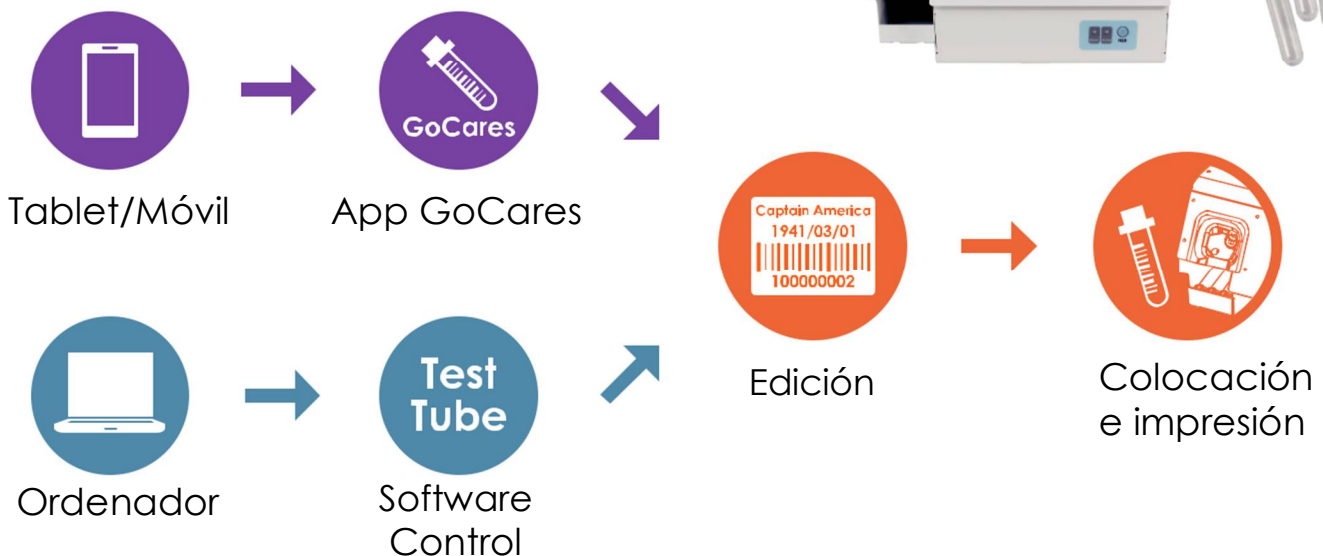 GoCares
Tablet/Móvil
App GoCares
Captain America
1941/03/01
100000002
Edición
Colocación
e impresión
Test
Tube
Ordenador
Software
Control